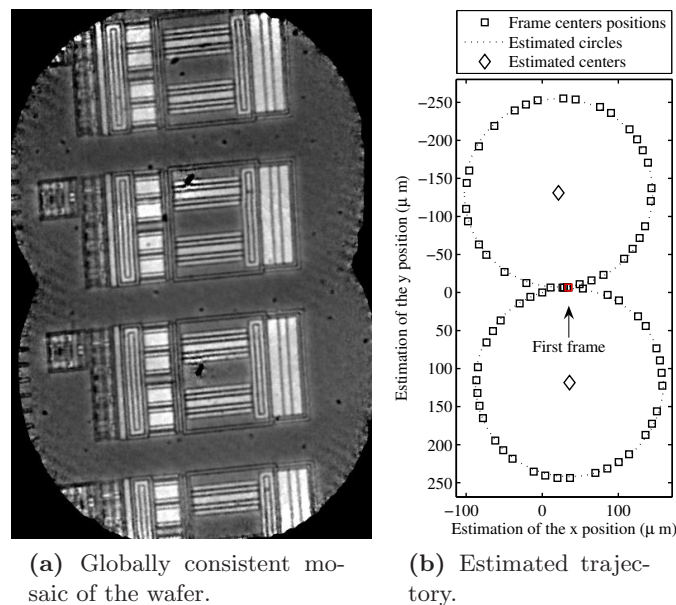 Frame centers positions
Estimated circles
Estimated centers
Estimation of the y position (μ m)
−250
−200
−150
−100
−50
0
50
100
150
200
250
First frame
−100 0 100
Estimation of the x position (μ m)
(a) Globally consistent mo-
saic of the wafer.
(b) Estimated trajec-
tory.